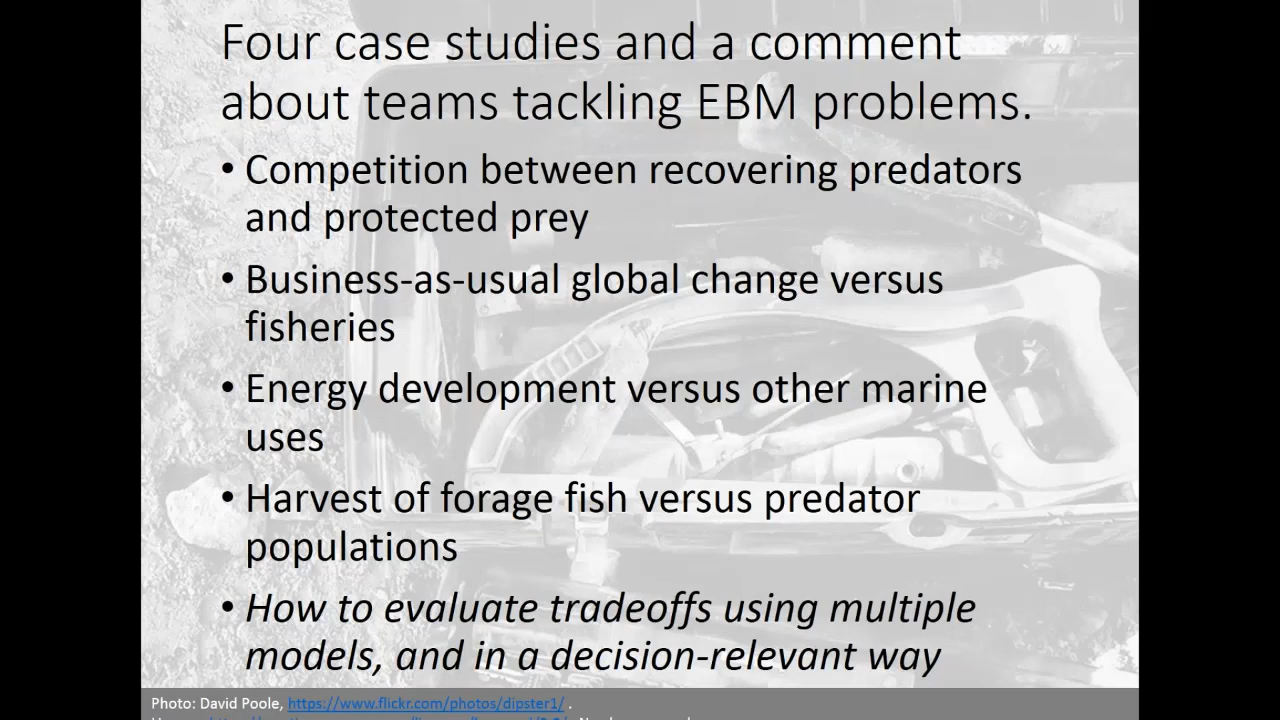 Four case studies and a comment
about teams tackling EBM problems.
• Competition between recovering predators
and protected prey
• Business-as-usual global change versus
fisheries
• Energy development versus other marine
uses
• Harvest of forage fish versus predator
populations
• How to evaluate tradeoffs using multiple
models, and in a decision-relevant way
Photo: David Poole, https://www.flickr.com/photos/dipster1/ .